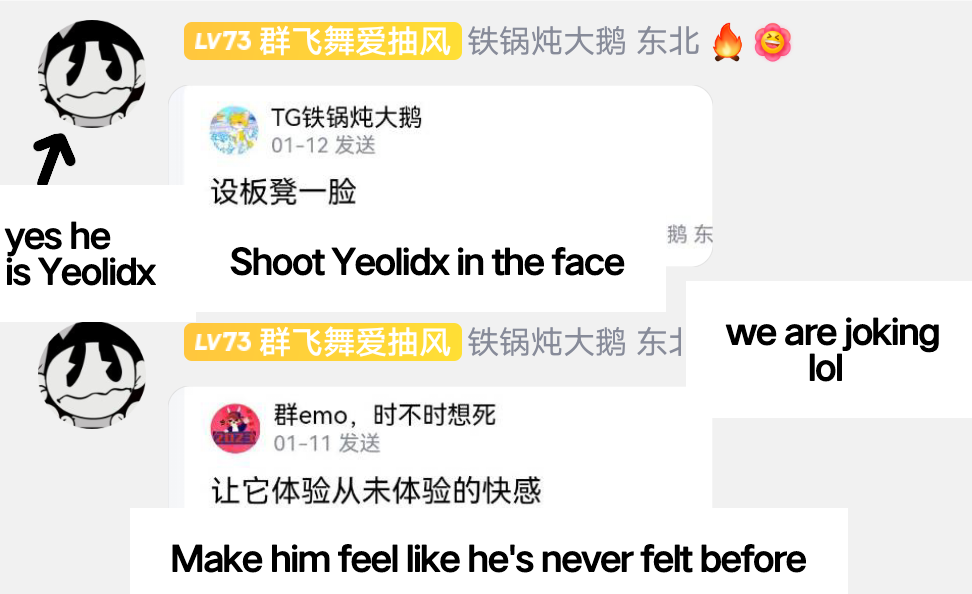 LV73 群飞舞爱抽风 铁锅炖大鹅 东北
TG铁锅炖大鹅
01-12 发送
设板凳一脸
鹅 东
yes he
is Yeolidx
Shoot Yeolidx in the face
we are joking
lol
LV73 群飞舞爱抽风 铁锅炖大鹅 东北
群emo，时不时想死
2023
01-11 发送
让它体验从未体验的快感
Make him feel like he's never felt before